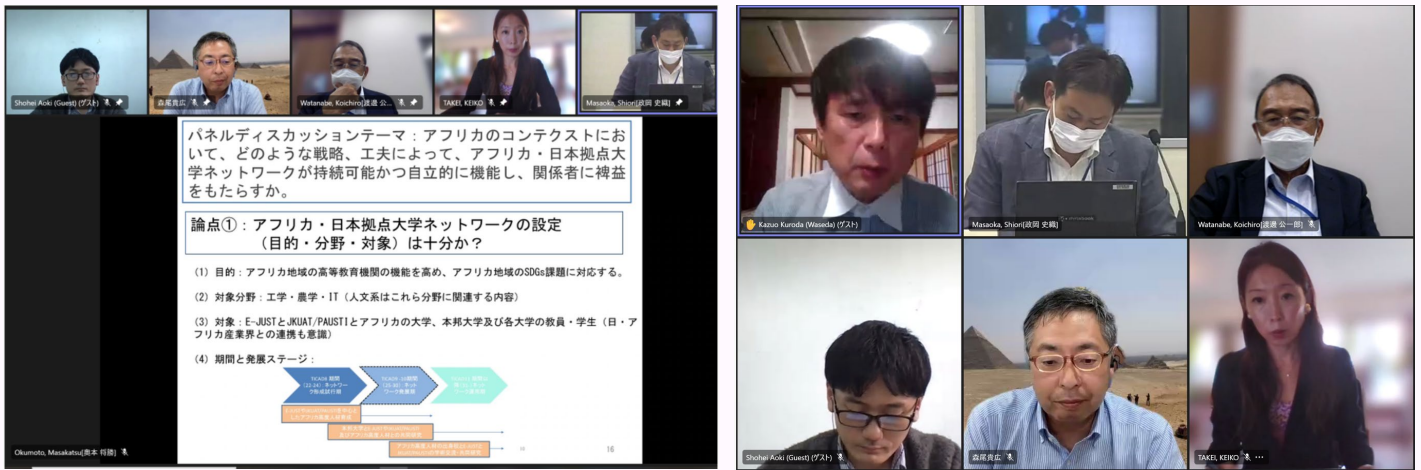 Shohei Aoki (Guest) (ゲスト)
森尾貴広
Watanabe, Koichiro[渡邊 公一...
TAKEI, KEIKO
Masaoka, Shiori[政岡 史織]
パネルディスカッションテーマ：アフリカのコンテクストにお
いて、どのような戦略、工夫によって、アフリカ・日本拠点大
学ネットワークが持続可能かつ自立的に機能し、関係者に裨益
をもたらすか。
論点①：アフリカ・日本拠点大学ネットワークの設定
（目的・分野・対象）は十分か？
（1）目的：アフリカ地域の高等教育機関の機能を高め、アフリカ地域のSDGs課題に対応する。
（2）対象分野：工学・農学・IT（人文系はこれら分野に関連する内容）
（3）対象：E-JUSTとJKUAT/PAUSTIとアフリカの大学、本邦大学及び各大学の教員・学生（日・ア
フリカ産業界との連携も意識）
（4）期間と発展ステージ：
16
Okumoto, Masakatsu[奥本 将勝]
Kazuo Kuroda (Waseda) (ゲスト)
Masaoka, Shiori[政岡 史織]
Watanabe, Koichiro[渡邊 公一郎]
Shohei Aoki (Guest) (ゲスト)
森尾貴広
TAKEI, KEIKO